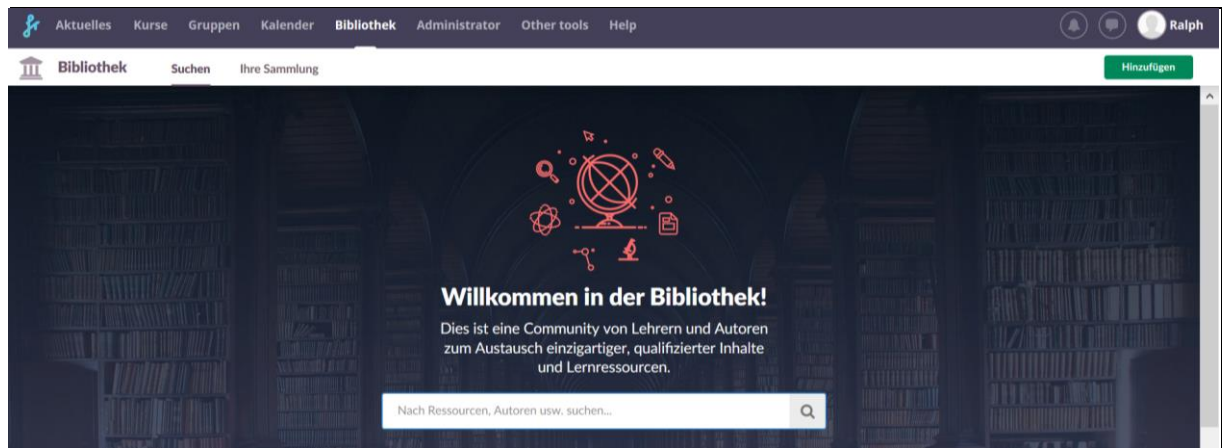 Aktuelles Kurse Gruppen Kalender Bibliothek Administrator Other tools Help Ralph
Bibliothek Suchen Ihre Sammlung Hinzufügen
Willkommen in der Bibliothek!
Dies ist eine Community von Lehrern und Autoren
zum Austausch einzigartiger, qualifizierter Inhalte
und Lernressourcen.
Nach Ressourcen, Autoren usw. suchen...